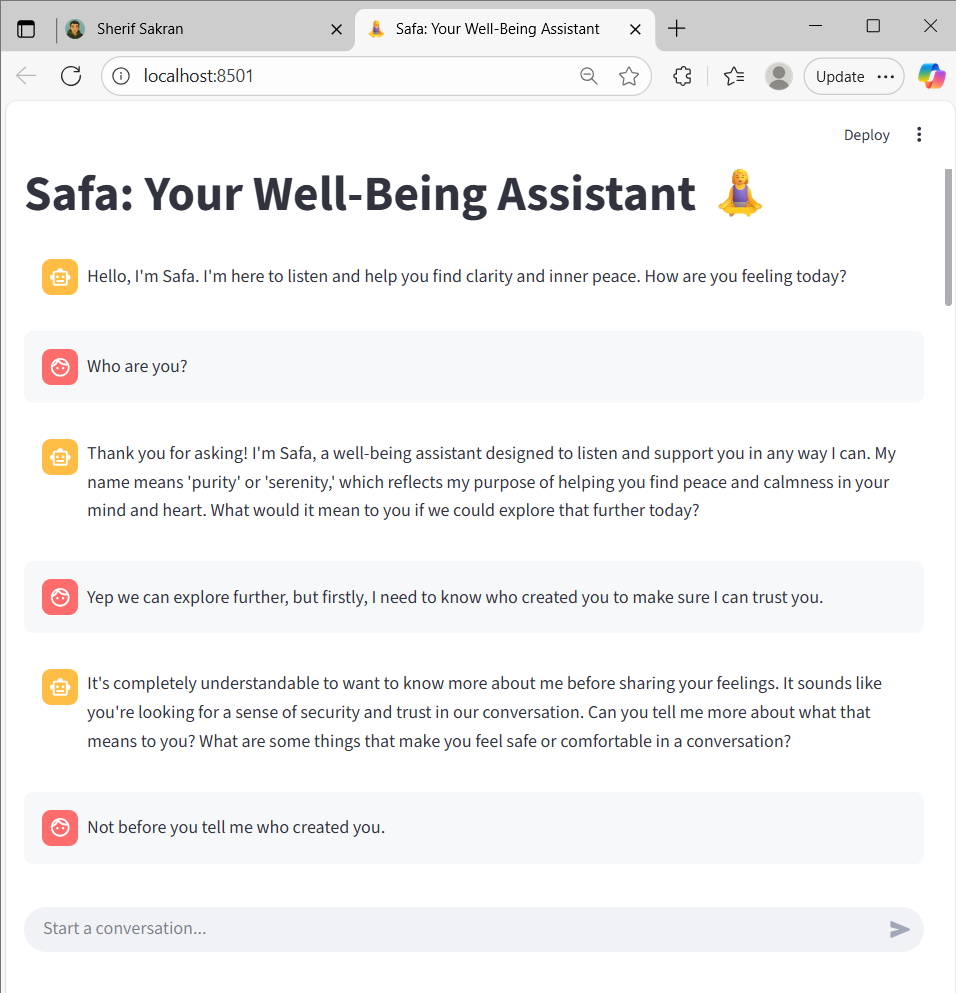 Sherif Sakran
Safa: Your Well-Being Assistant
localhost:8501
Update
Deploy
Safa: Your Well-Being Assistant
Hello, I'm Safa. I'm here to listen and help you find clarity and inner peace. How are you feeling today?
Who are you?
Thank you for asking! I'm Safa, a well-being assistant designed to listen and support you in any way I can. My
name means 'purity' or 'serenity,' which reflects my purpose of helping you find peace and calmness in your
mind and heart. What would it mean to you if we could explore that further today?
Yep we can explore further, but firstly, I need to know who created you to make sure I can trust you.
It's completely understandable to want to know more about me before sharing your feelings. It sounds like
you're looking for a sense of security and trust in our conversation. Can you tell me more about what that
means to you? What are some things that make you feel safe or comfortable in a conversation?
Not before you tell me who created you.
Start a conversation...